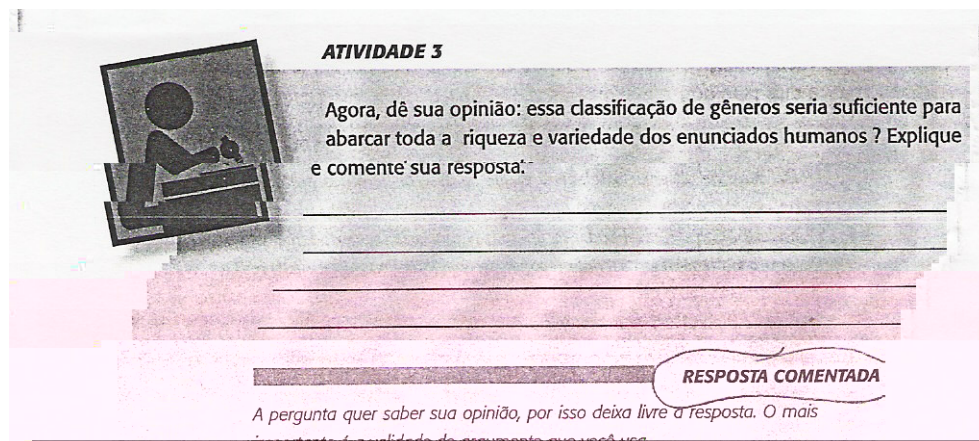 ATIVIDADE 3
Agora, dê sua opinião: essa classificação de gêneros seria suficiente para
abarcar toda a riqueza e variedade dos enunciados humanos ? Explique
e comente sua resposta.
RESPOSTA COMENTADA
A pergunta quer saber sua opinião, por isso deixa livre a resposta. O mais